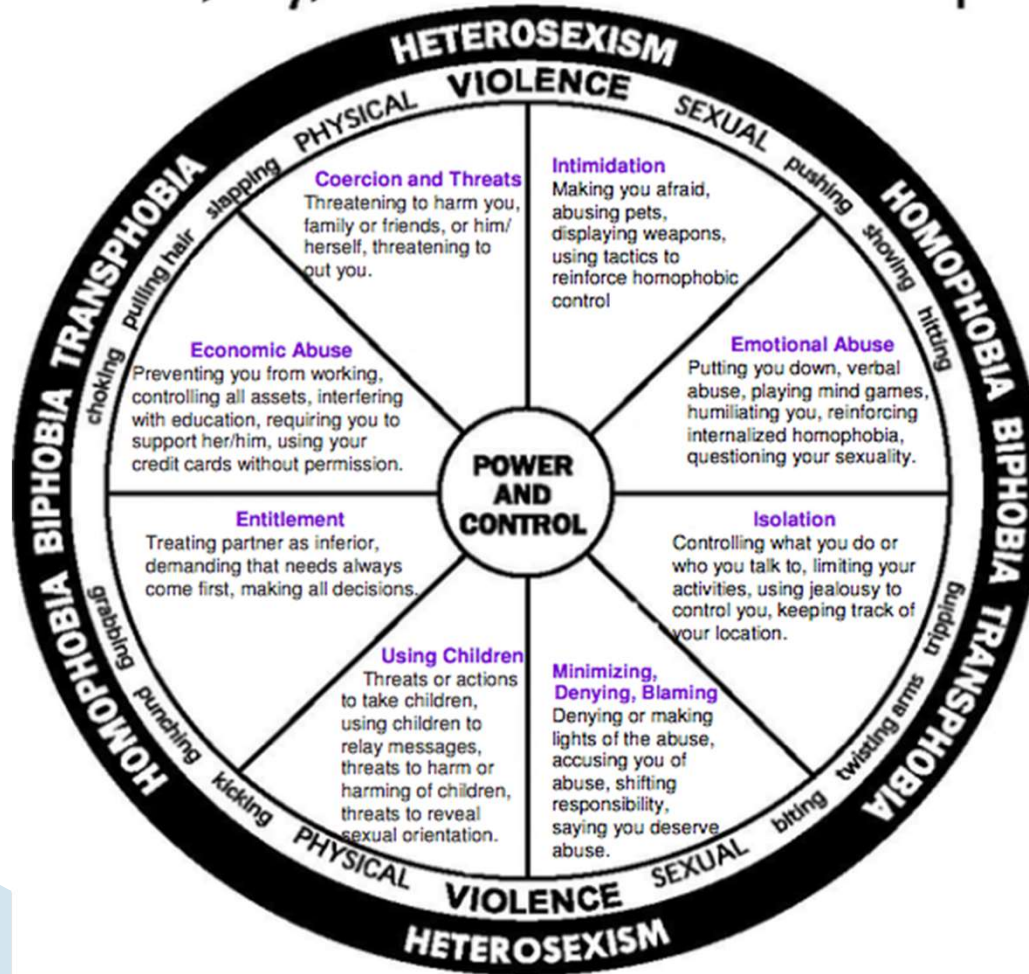 HETEROSEXISM
PHYSICAL VIOLENCE SEXUAL
slapping
pushing
pulling hair
shoving
choking
hitting
HOMOPHOBIA BIPHOBIA TRANSPHOBIA
HOMOPHOBIA BIPHOBIA TRANSPHOBIA
Coercion and Threats
Threatening to harm you,
family or friends, or him/
herself, threatening to
out you.
Intimidation
Making you afraid,
abusing pets,
displaying weapons,
using tactics to
reinforce homophobic
control
Economic Abuse
Preventing you from working,
controlling all assets, interfering
with education, requiring you to
support her/him, using your
credit cards without permission.
Emotional Abuse
Putting you down, verbal
abuse, playing mind games,
humiliating you, reinforcing
internalized homophobia,
questioning your sexuality.
POWER
AND
CONTROL
Entitlement
Treating partner as inferior,
demanding that needs always
come first, making all decisions.
Isolation
Controlling what you do or
who you talk to, limiting your
activities, using jealousy to
control you, keeping track of
your location.
Using Children
Threats or actions
to take children,
using children to
relay messages,
threats to harm or
harming of children,
threats to reveal
sexual orientation.
Minimizing,
Denying, Blaming
Denying or making
lights of the abuse,
accusing you of
abuse, shifting
responsibility,
saying you deserve
abuse.
grabbing
tripping
punching
twisting arms
kicking
biting
PHYSICAL VIOLENCE SEXUAL
HETEROSEXISM